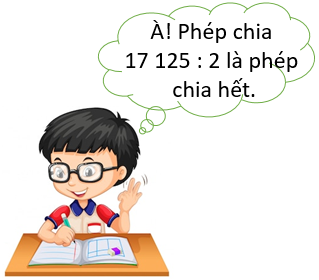 À! Phép chia
17 125 : 2 là phép
chia hết.